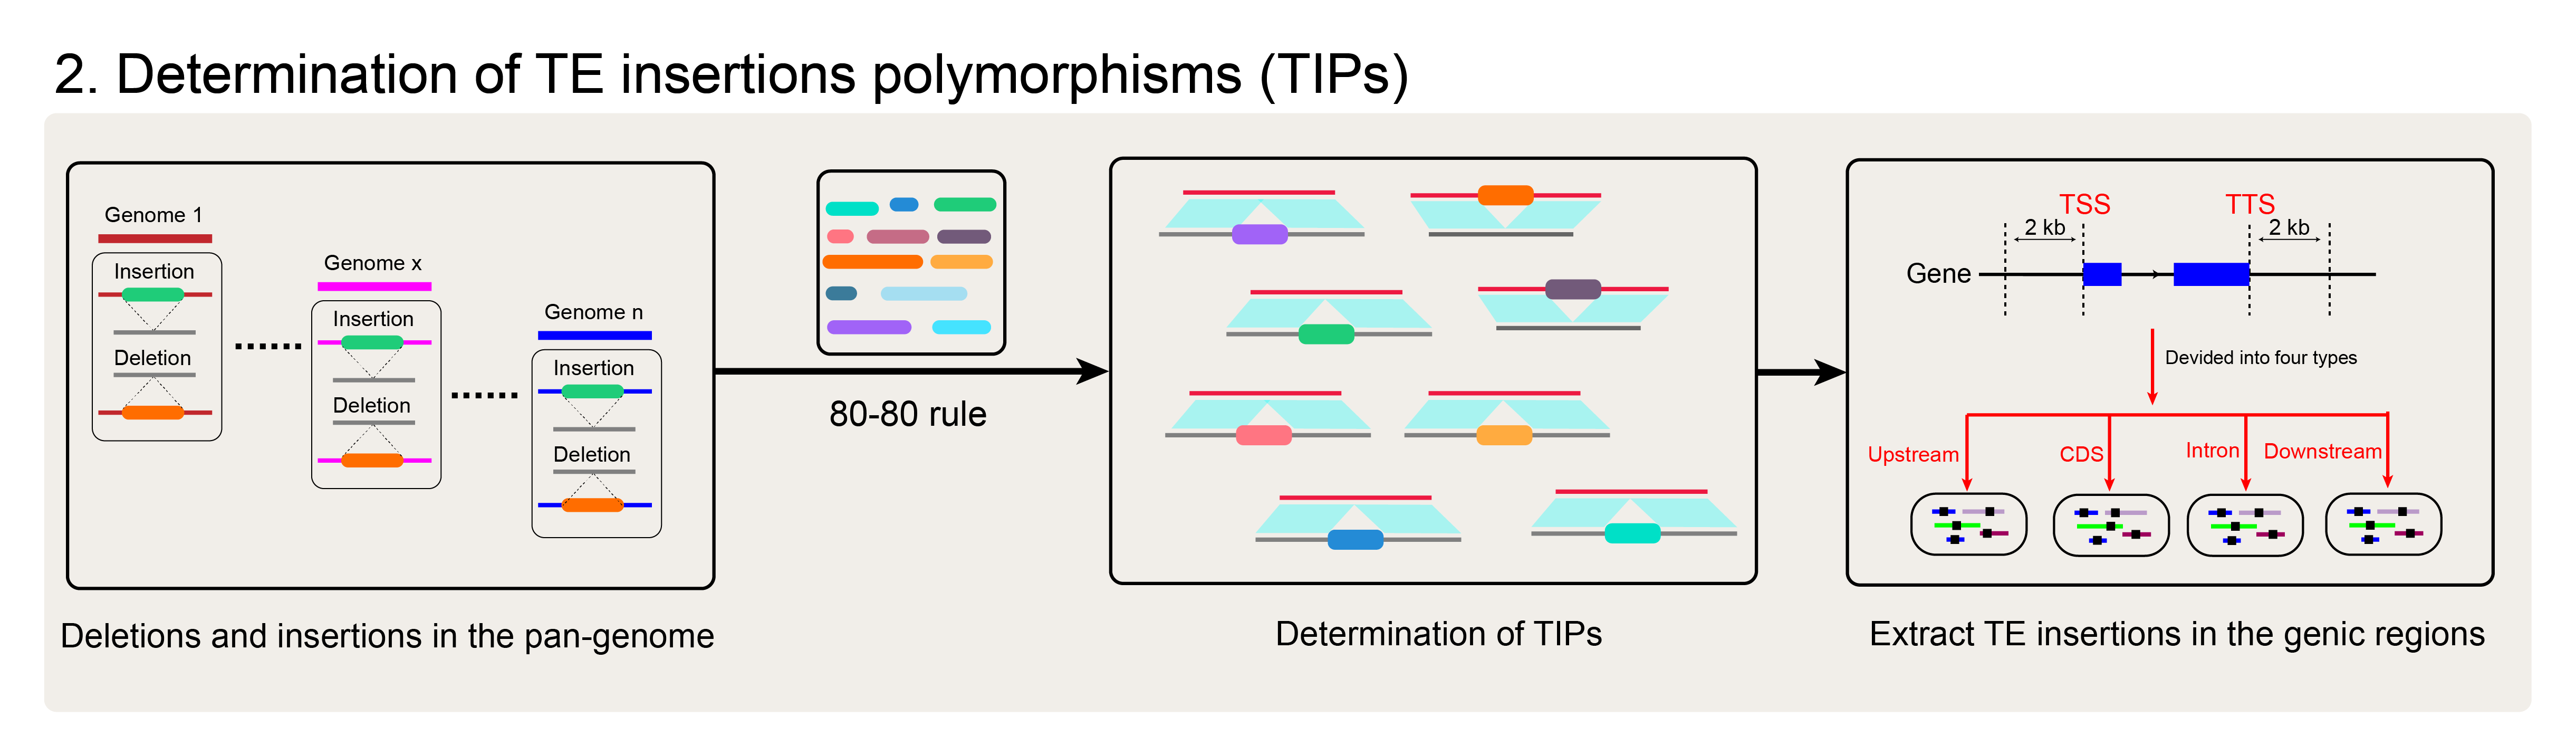 2. Determination of TE insertions polymorphisms (TIPs)
Genome 1
Insertion
Deletion
Genome x
Insertion
Deletion
Genome n
Insertion
Deletion
Deletions and insertions in the pan-genome
80-80 rule
Determination of TIPs
TSS
TTS
2 kb
2 kb
Gene
Devided into four types
Upstream
CDS
Intron
Downstream
Extract TE insertions in the genic regions